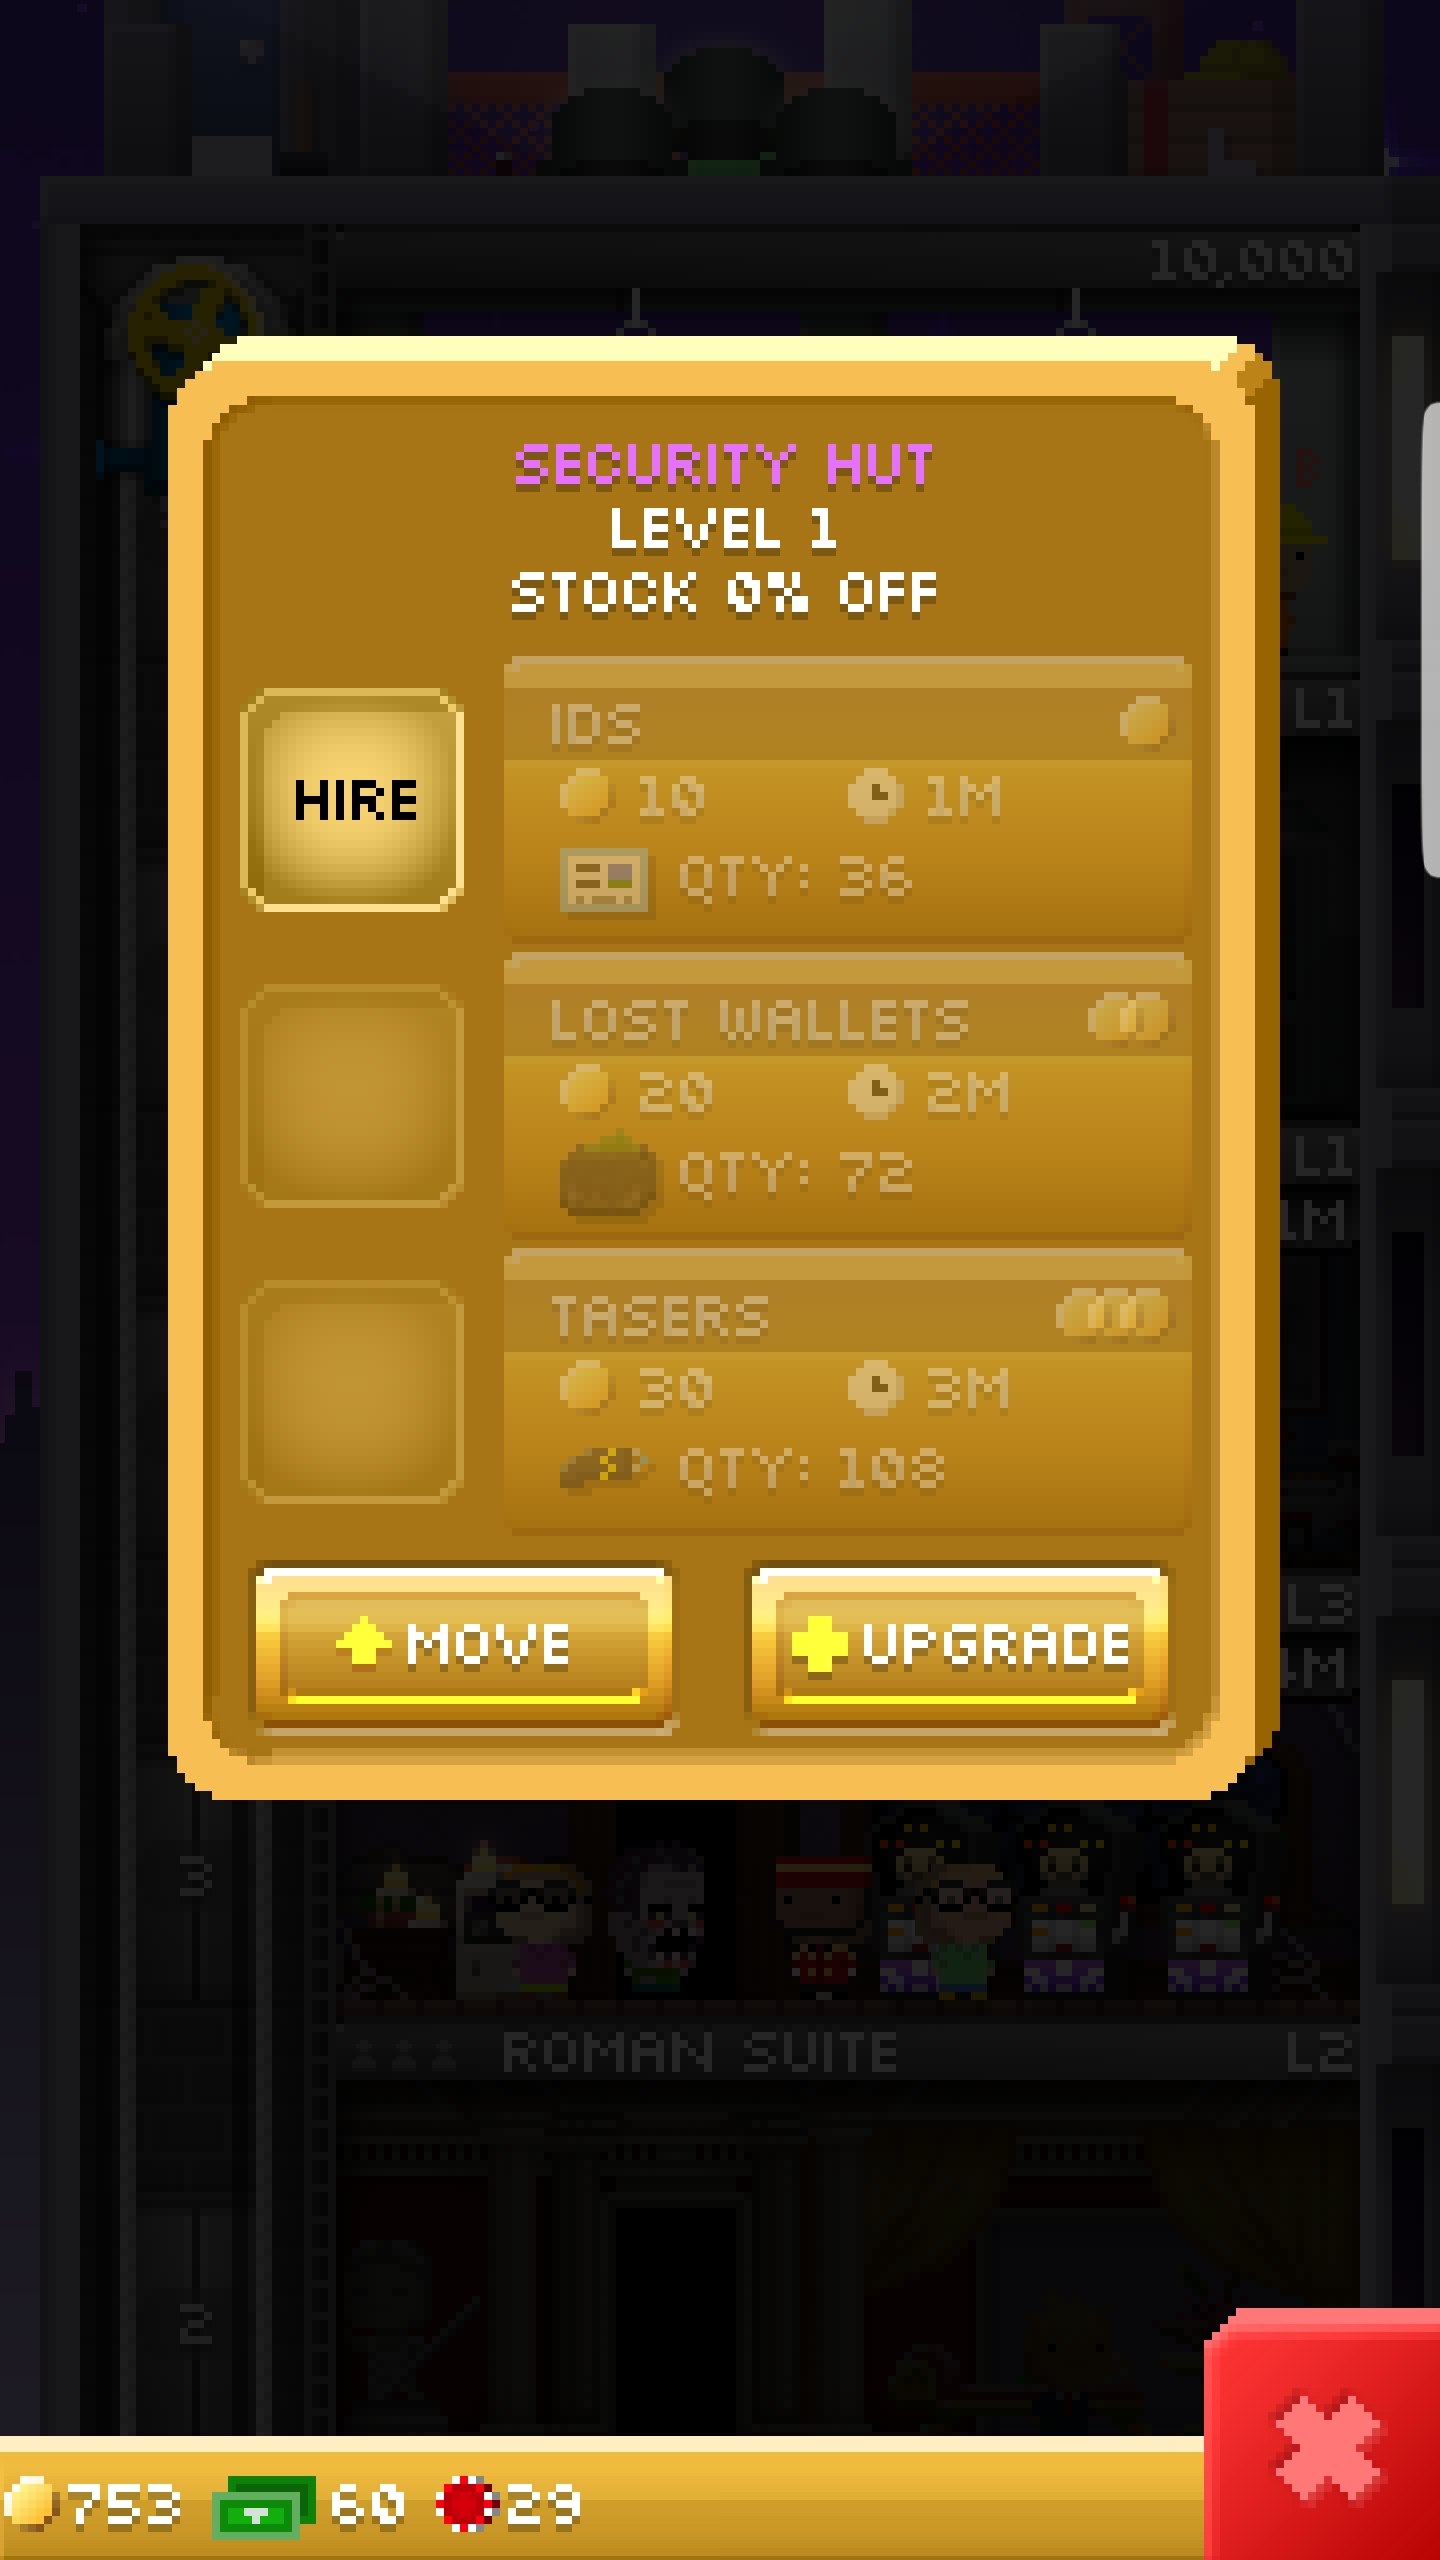 10,000
SECURITY HUT
LEVEL 1
STOCK 0% OFF
L1
HIRE
IDS
10 1M
QTY: 36
LOST WALLETS
20 2M
QTY: 72
L1
1M
TASERS
30 3M
QTY: 108
L3
MOVE UPGRADE
3
ROMAN SUITE L2
2
753 60 29